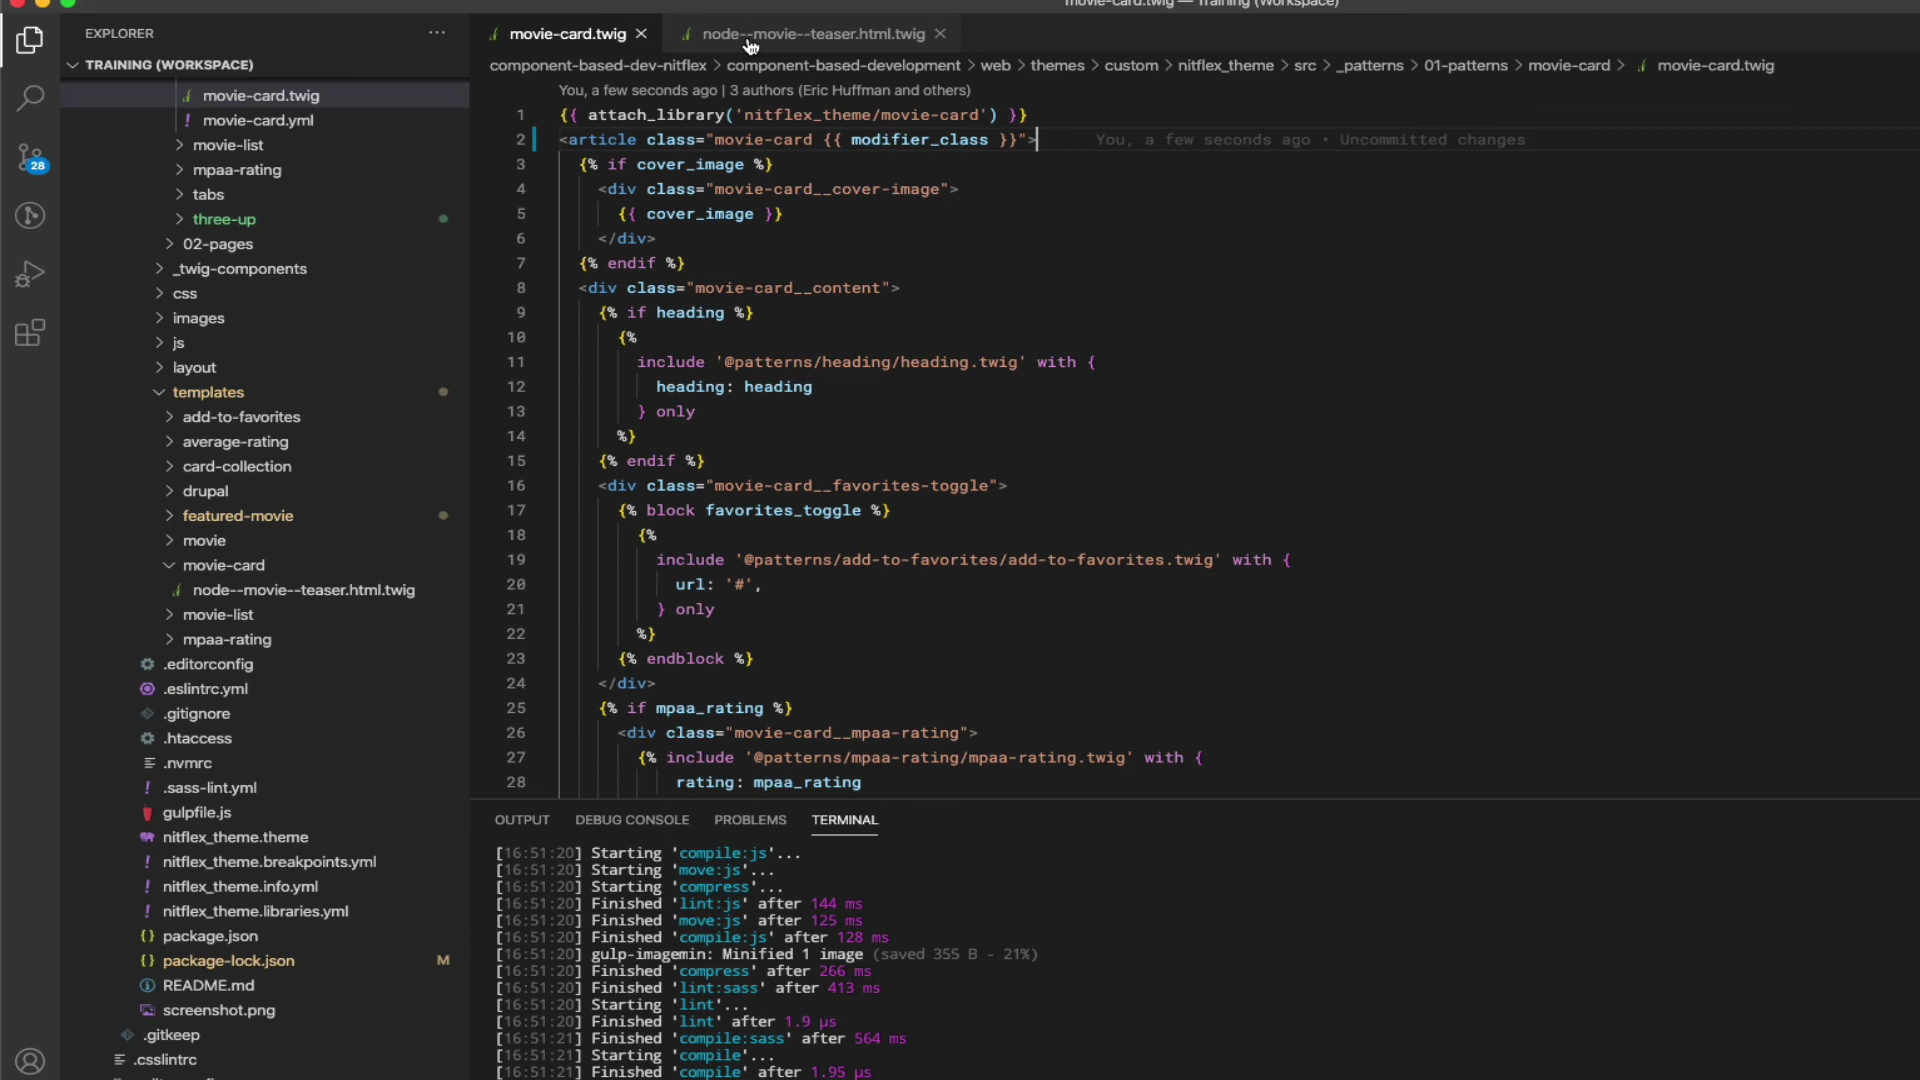 movie-card.twig — Training (Workspace)
EXPLORER
TRAINING (WORKSPACE)
movie-card.twig
movie-card.yml
movie-list
mpaa-rating
tabs
three-up
02-pages
_twig-components
css
images
js
layout
templates
add-to-favorites
average-rating
card-collection
drupal
featured-movie
movie
movie-card
node--movie--teaser.html.twig
movie-list
mpaa-rating
.editorconfig
.eslintrc.yml
.gitignore
.htaccess
.nvmrc
.sass-lint.yml
gulpfile.js
nitflex_theme.theme
nitflex_theme.breakpoints.yml
nitflex_theme.info.yml
nitflex_theme.libraries.yml
package.json
package-lock.json M
README.md
screenshot.png
.gitkeep
.csslintrc
28
movie-card.twig node--movie--teaser.html.twig
component-based-dev-nitflex > component-based-development > web > themes > custom > nitflex_theme > src > _patterns > 01-patterns > movie-card > movie-card.twig
You, a few seconds ago | 3 authors (Eric Huffman and others)
1 {{ attach_library('nitflex_theme/movie-card') }}
2 <article class="movie-card {{ modifier_class }}"> You, a few seconds ago • Uncommitted changes
3 {% if cover_image %}
4 <div class="movie-card__cover-image">
5 {{ cover_image }}
6 </div>
7 {% endif %}
8 <div class="movie-card__content">
9 {% if heading %}
10 {%
11 include '@patterns/heading/heading.twig' with {
12 heading: heading
13 } only
14 %}
15 {% endif %}
16 <div class="movie-card__favorites-toggle">
17 {% block favorites_toggle %}
18 {%
19 include '@patterns/add-to-favorites/add-to-favorites.twig' with {
20 url: '#',
21 } only
22 %}
23 {% endblock %}
24 </div>
25 {% if mpaa_rating %}
26 <div class="movie-card__mpaa-rating">
27 {% include '@patterns/mpaa-rating/mpaa-rating.twig' with {
28 rating: mpaa_rating
OUTPUT DEBUG CONSOLE PROBLEMS TERMINAL
[16:51:20] Starting 'compile:js'...
[16:51:20] Starting 'move:js'...
[16:51:20] Starting 'compress'...
[16:51:20] Finished 'lint:js' after 144 ms
[16:51:20] Finished 'move:js' after 125 ms
[16:51:20] Finished 'compile:js' after 128 ms
[16:51:20] gulp-imagemin: Minified 1 image (saved 355 B - 21%)
[16:51:20] Finished 'compress' after 266 ms
[16:51:20] Finished 'lint:sass' after 413 ms
[16:51:20] Starting 'lint'...
[16:51:20] Finished 'lint' after 1.9 μs
[16:51:21] Finished 'compile:sass' after 564 ms
[16:51:21] Starting 'compile'...
[16:51:21] Finished 'compile' after 1.95 μs